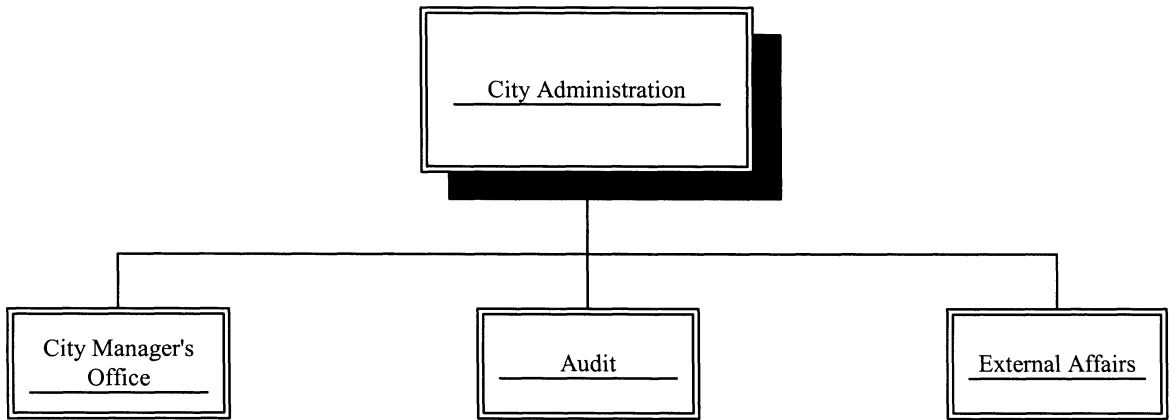 City Administration
City Manager's
Office
Audit
External Affairs